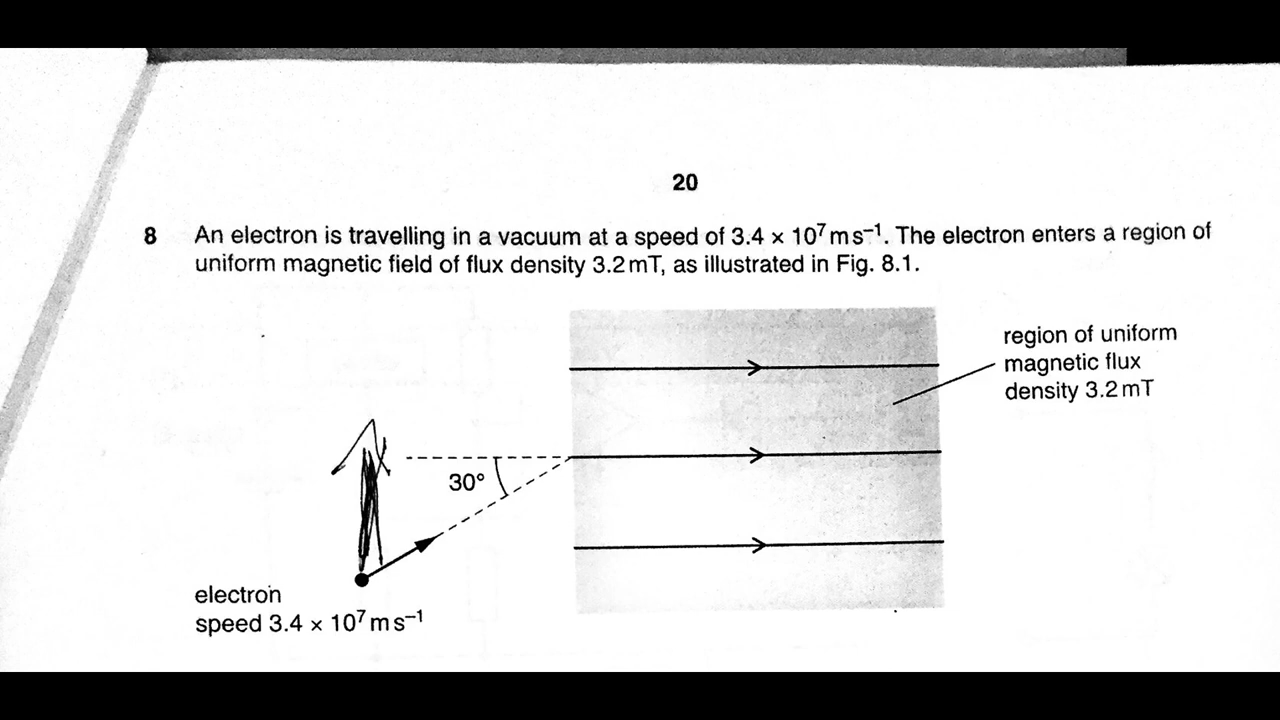 20
8 An electron is travelling in a vacuum at a speed of 3.4 × 10⁷ m s⁻¹. The electron enters a region of
uniform magnetic field of flux density 3.2 mT, as illustrated in Fig. 8.1.
region of uniform
magnetic flux
density 3.2 mT
30°
electron
speed 3.4 × 10⁷ m s⁻¹